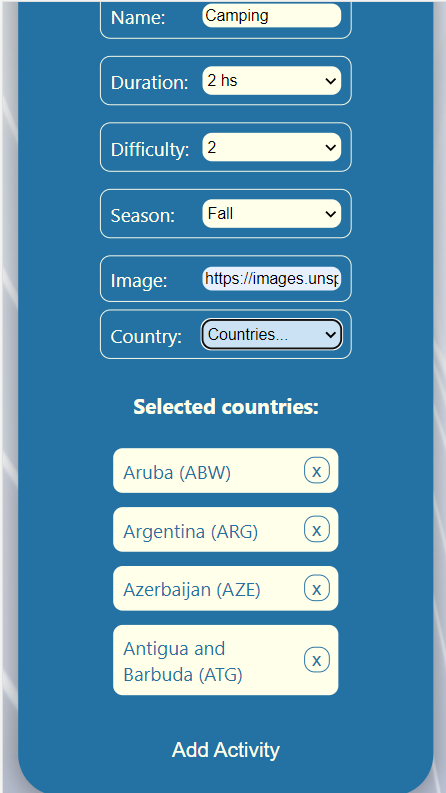 Name: Camping
Duration: 2 hs
Difficulty: 2
Season: Fall
Image: https://images.unsp
Country: Countries...
Selected countries:
Aruba (ABW) x
Argentina (ARG) x
Azerbaijan (AZE) x
Antigua and
Barbuda (ATG) x
Add Activity